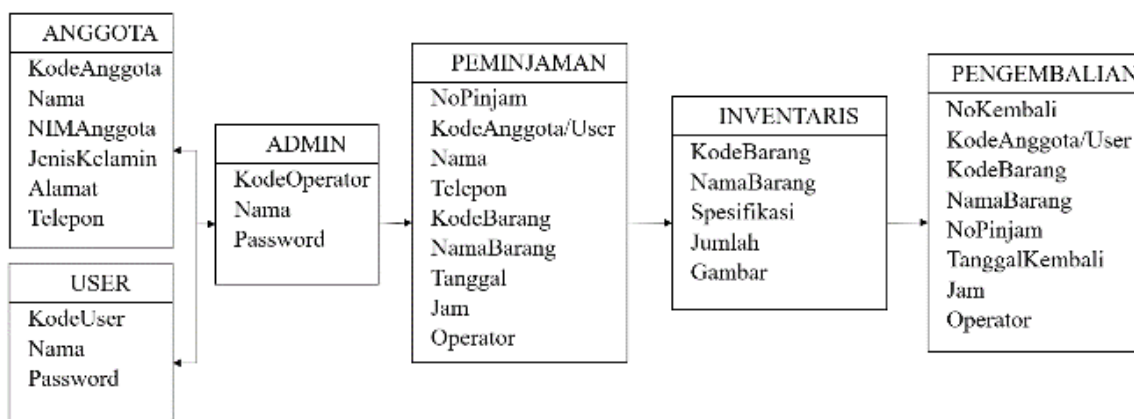 ANGGOTA
KodeAnggota
Nama
NIMAnggota
JenisKelamin
Alamat
Telepon
USER
KodeUser
Nama
Password
ADMIN
KodeOperator
Nama
Password
PEMINJAMAN
NoPinjam
KodeAnggota/User
Nama
Telepon
KodeBarang
NamaBarang
Tanggal
Jam
Operator
INVENTARIS
KodeBarang
NamaBarang
Spesifikasi
Jumlah
Gambar
PENGEMBALIAN
NoKembali
KodeAnggota/User
KodeBarang
NamaBarang
NoPinjam
TanggalKembali
Jam
Operator